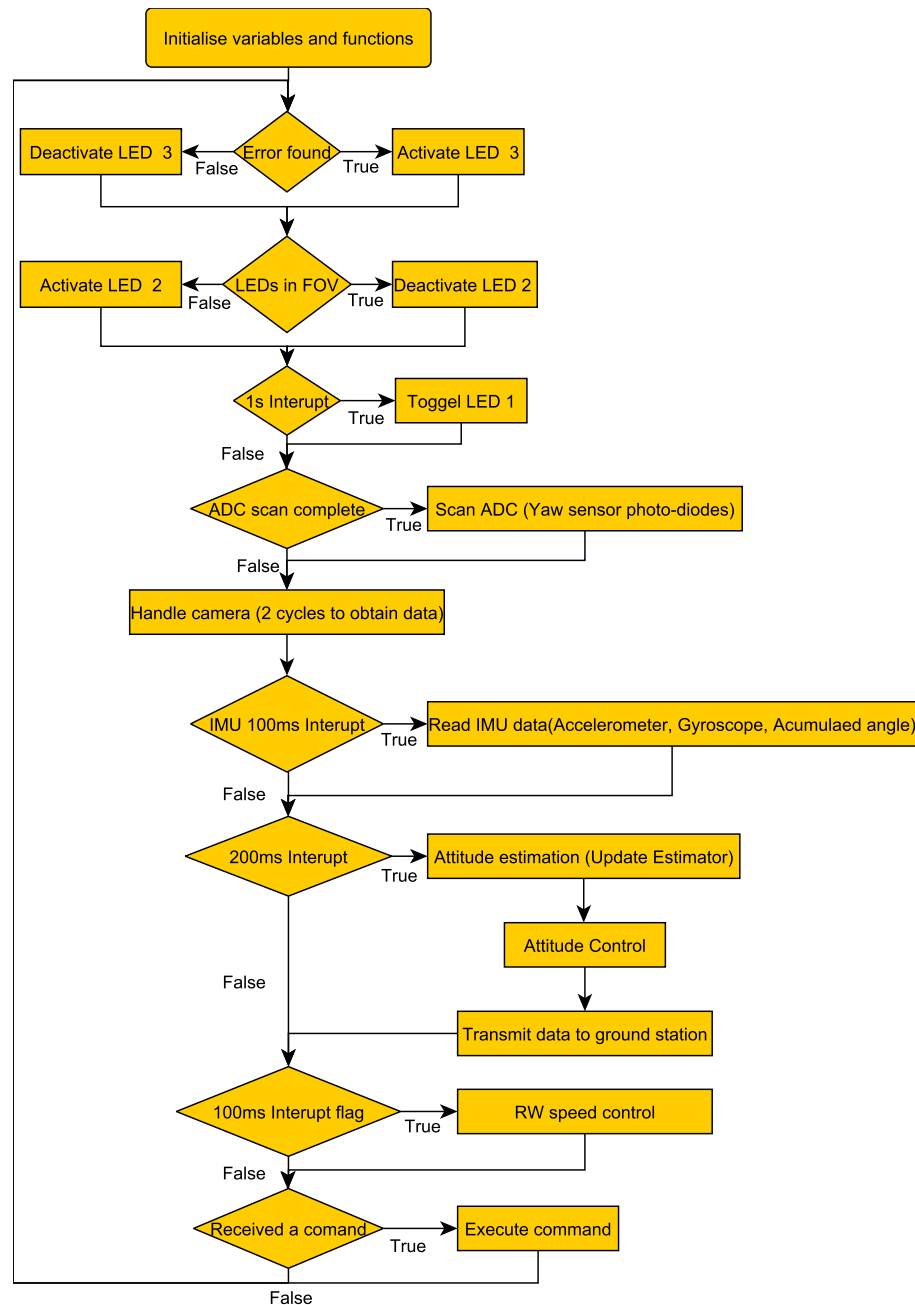 Initialise variables and functions
Deactivate LED  3
False
Error found
True
Activate LED  3
Activate LED  2
False
LEDs in FOV
True
Deactivate LED 2
1s Interupt
True
Toggel LED 1
False
ADC scan complete
True
Scan ADC (Yaw sensor photo-diodes)
False
Handle camera (2 cycles to obtain data)
IMU 100ms Interupt
True
Read IMU data(Accelerometer, Gyroscope, Acumulaed angle)
False
200ms Interupt
True
Attitude estimation (Update Estimator)
Attitude Control
False
Transmit data to ground station
100ms Interupt flag
True
RW speed control
False
Received a comand
True
Execute command
False